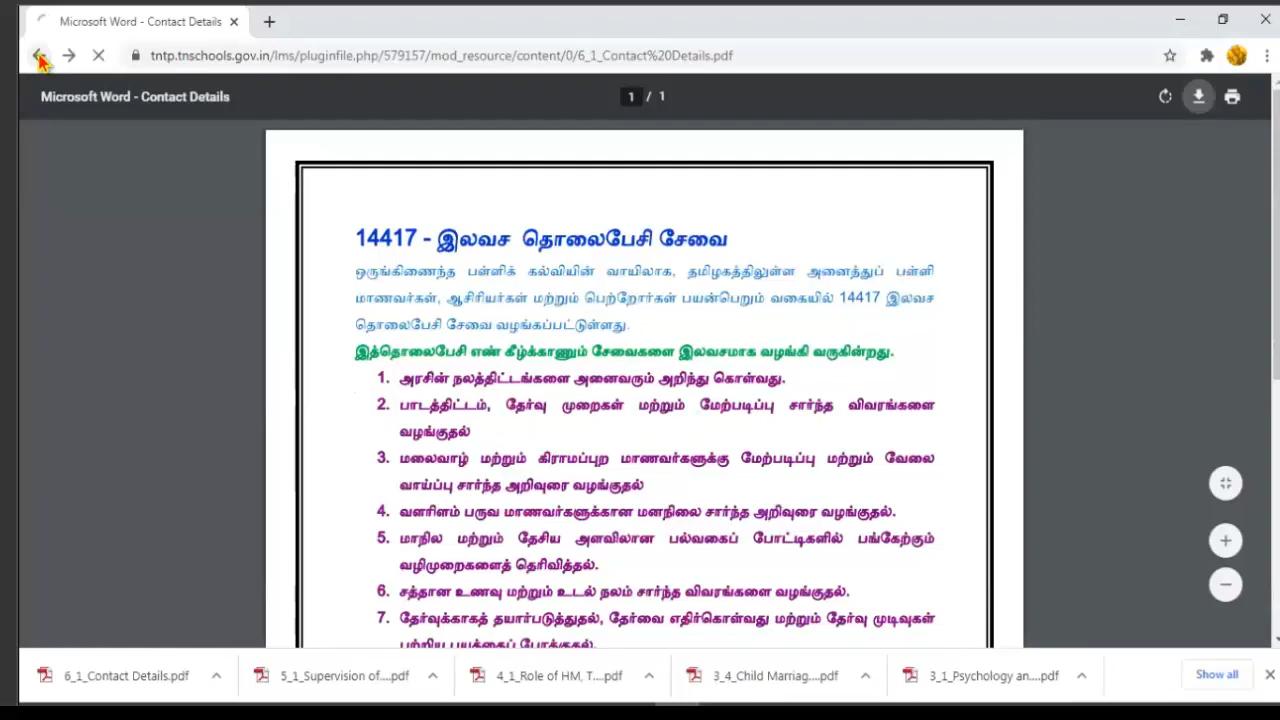 Microsoft Word - Contact Details
tntp.tnschools.gov.in/lms/pluginfile.php/579157/mod_resource/content/0/6_1_Contact%20Details.pdf
Microsoft Word - Contact Details
1 / 1
14417 - இலவச தொலைபேசி சேவை
ஒருங்கிணைந்த பள்ளிக் கல்வியின் வாயிலாக, தமிழகத்திலுள்ள அனைத்துப் பள்ளி
மாணவர்கள், ஆசிரியர்கள் மற்றும் பெற்றோர்கள் பயன்பெறும் வகையில் 14417 இலவச
தொலைபேசி சேவை வழங்கப்பட்டுள்ளது.
இத்தொலைபேசி எண் கீழ்க்காணும் சேவைகளை இலவசமாக வழங்கி வருகின்றது.
1. அரசின் நலத்திட்டங்களை அனைவரும் அறிந்து கொள்வது.
2. பாடத்திட்டம், தேர்வு முறைகள் மற்றும் மேற்படிப்பு சார்ந்த விவரங்களை
வழங்குதல்
3. மலைவாழ் மற்றும் கிராமப்புற மாணவர்களுக்கு மேற்படிப்பு மற்றும் வேலை
வாய்ப்பு சார்ந்த அறிவுரை வழங்குதல்
4. வளரிளம் பருவ மாணவர்களுக்கான மனநிலை சார்ந்த அறிவுரை வழங்குதல்.
5. மாநில மற்றும் தேசிய அளவிலான பல்வகைப் போட்டிகளில் பங்கேற்கும்
வழிமுறைகளைத் தெரிவித்தல்.
6. சத்தான உணவு மற்றும் உடல் நலம் சார்ந்த விவரங்களை வழங்குதல்.
7. தேர்வுக்காகத் தயார்படுத்துதல், தேர்வை எதிர்கொள்வது மற்றும் தேர்வு முடிவுகள்
பற்றிய பயத்தைப் போக்குதல்.
6_1_Contact Details.pdf
5_1_Supervision of....pdf
4_1_Role of HM, T....pdf
3_4_Child Marriag....pdf
3_1_Psychology an....pdf
Show all